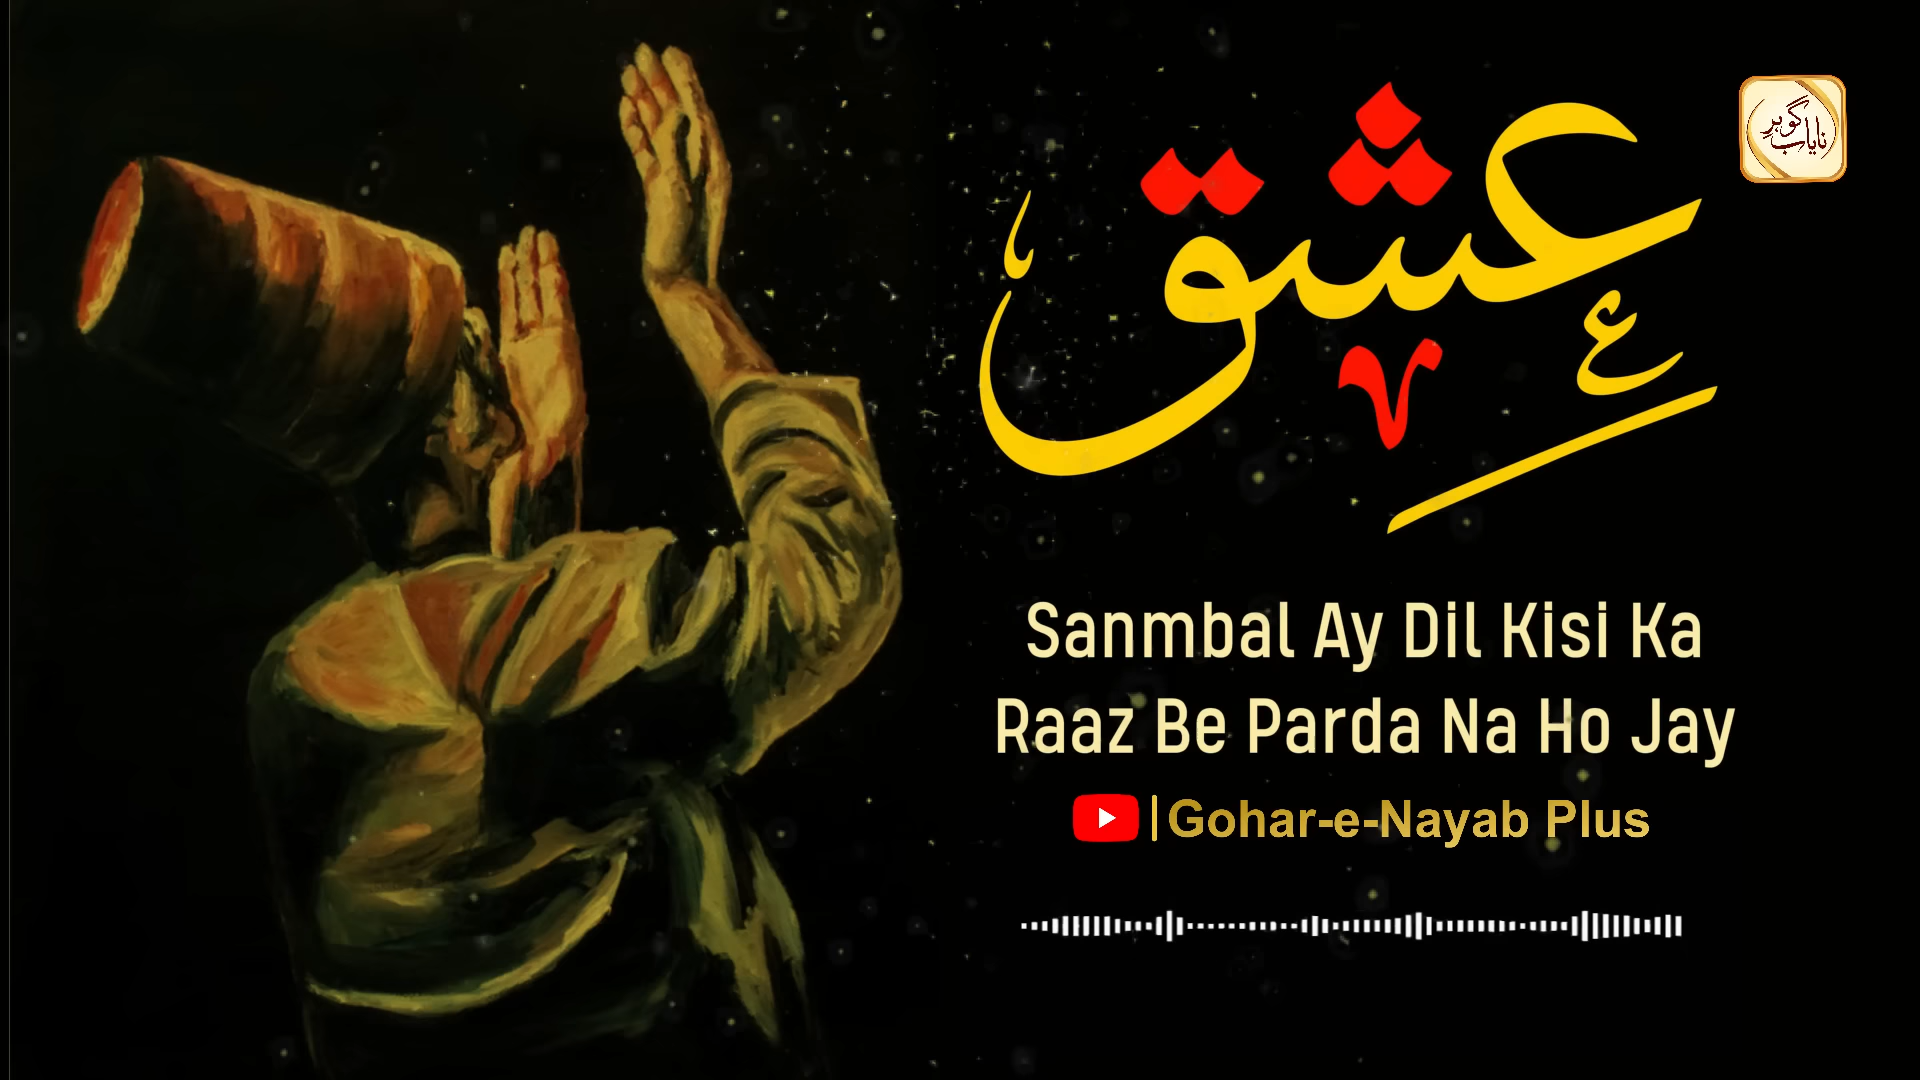 عشق
گوہر نایاب
Sanmbal Ay Dil Kisi Ka
Raaz Be Parda Na Ho Jay
Gohar-e-Nayab Plus